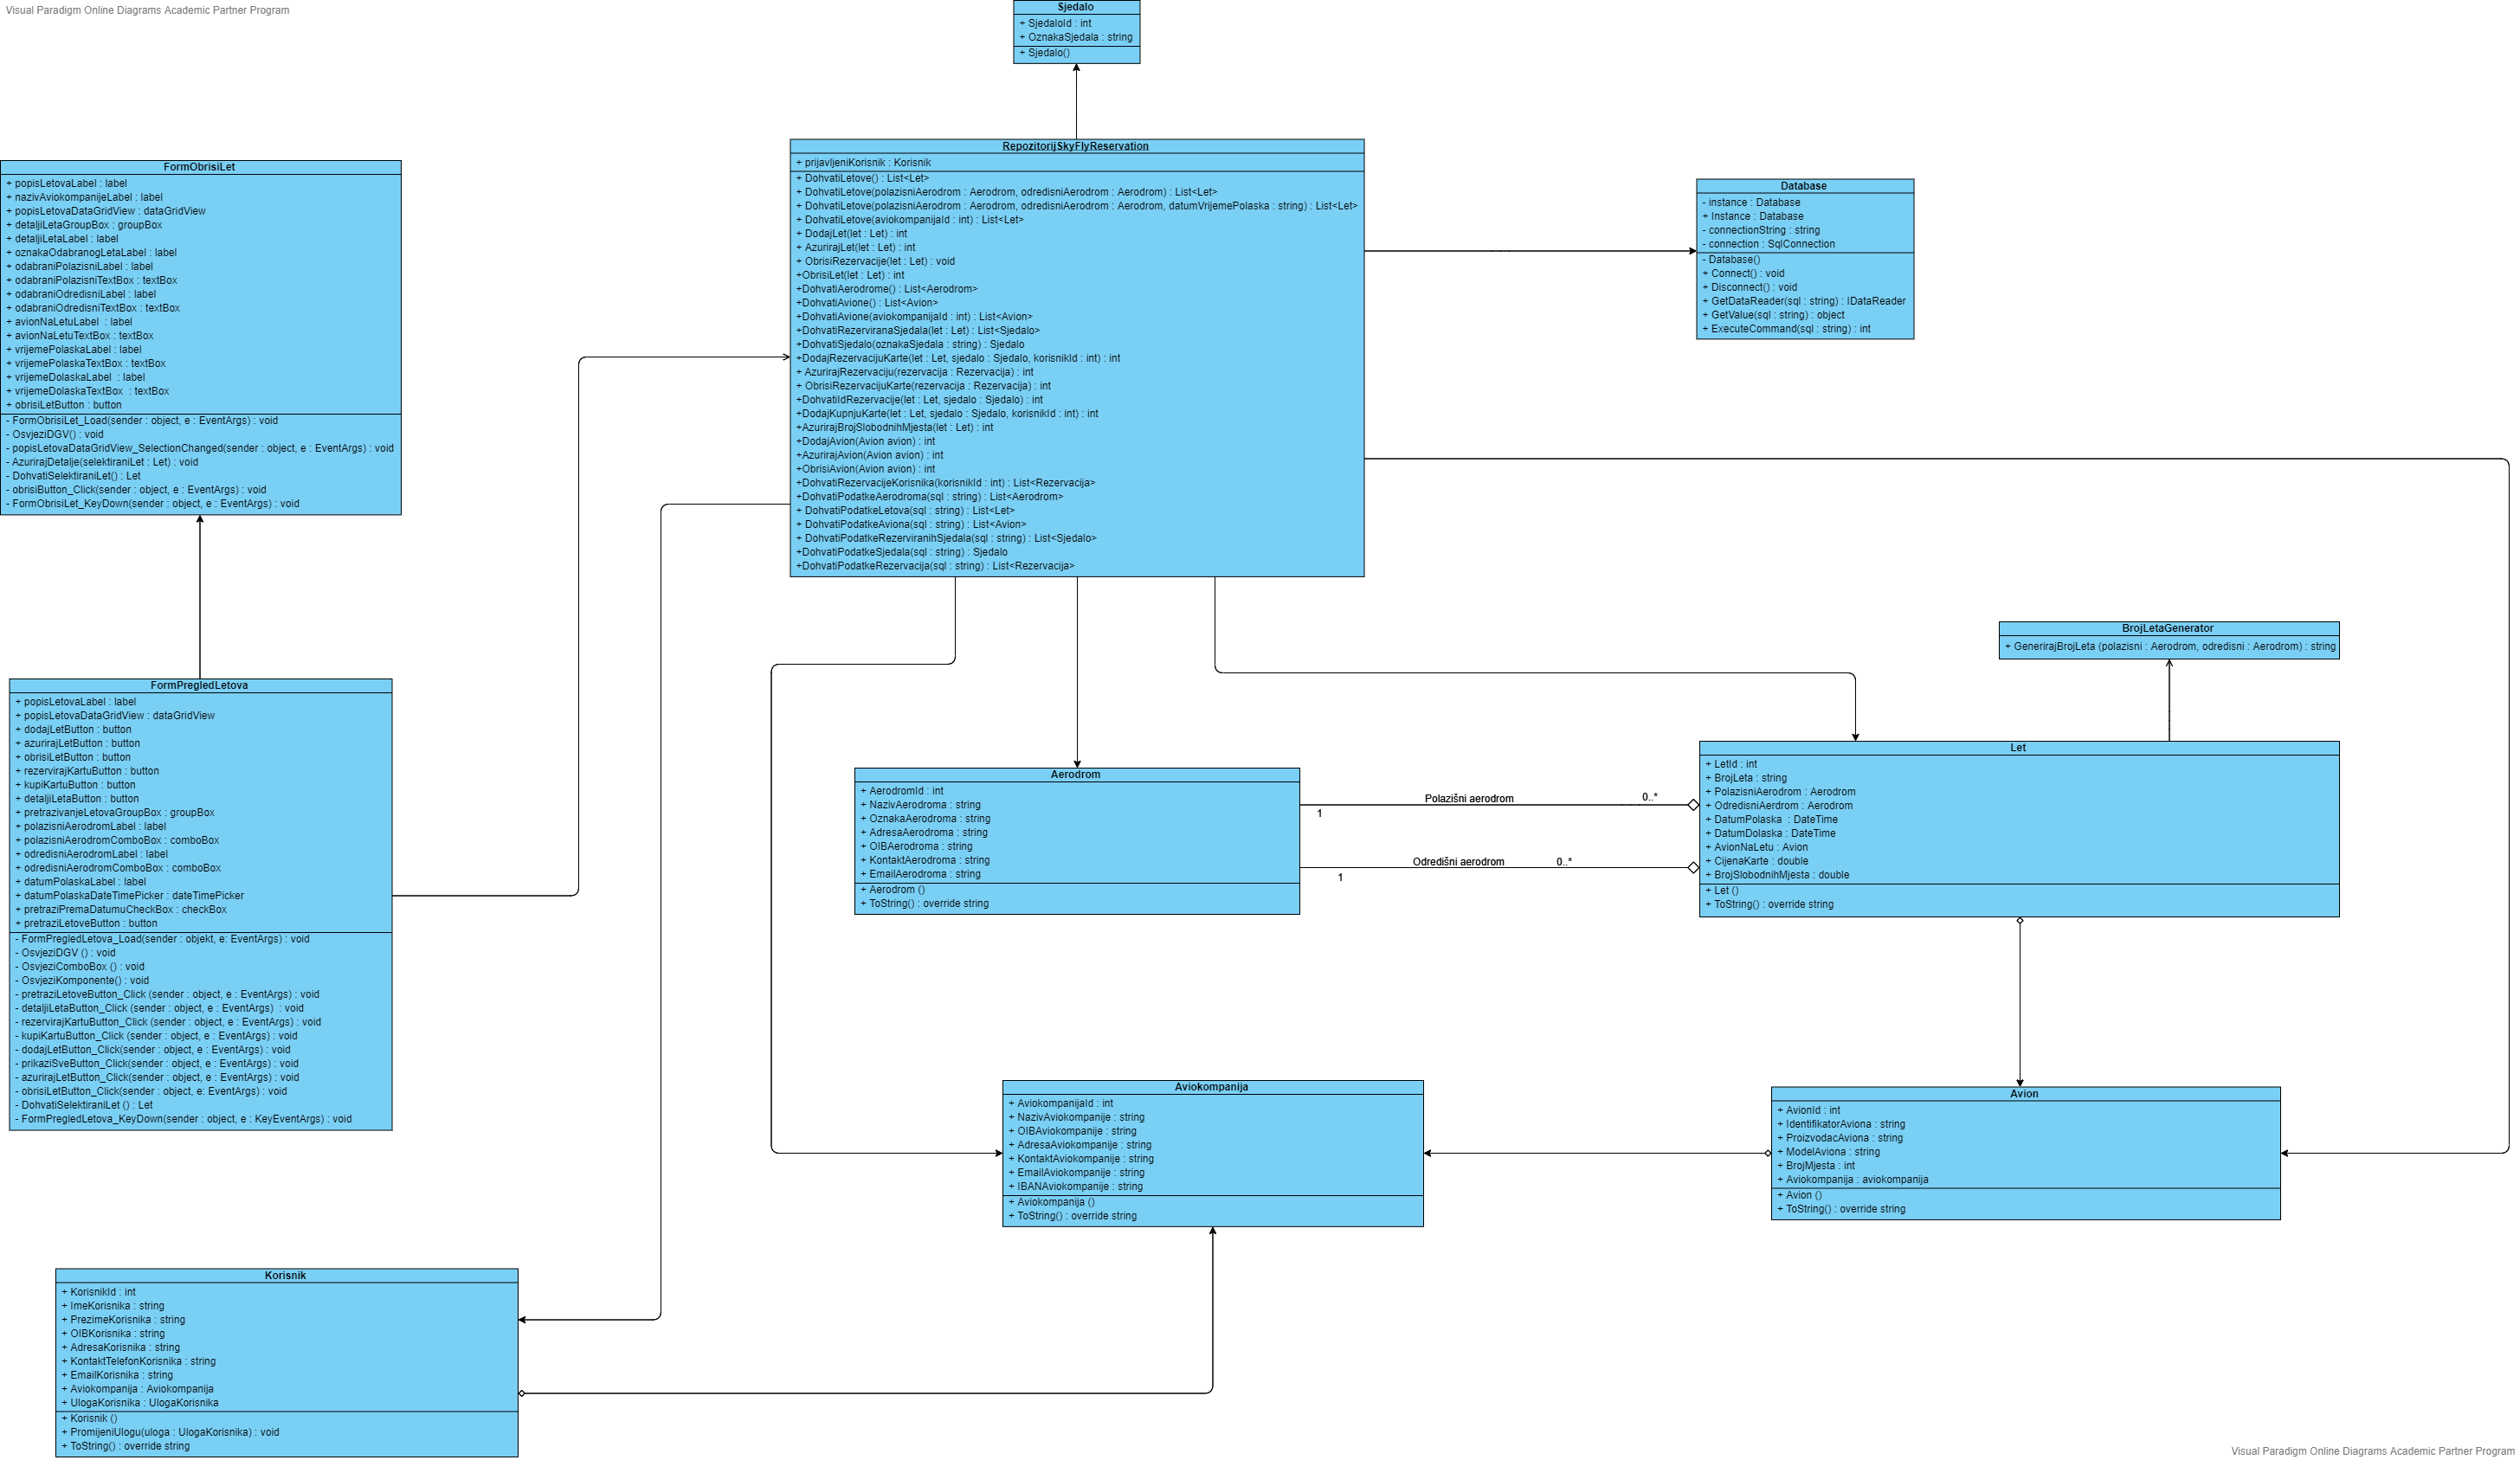 Visual Paradigm Online Diagrams Academic Partner Program
Sjedalo
+ SjedaloId : int
+ OznakaSjedala : string
+ Sjedalo()
RepozitorijSkyFlyReservation
+ prijavljeniKorisnik : Korisnik
+ DohvatiLetove() : List<Let>
+ DohvatiLetove(polazisniAerodrom : Aerodrom, odredisniAerodrom : Aerodrom) : List<Let>
+ DohvatiLetove(polazisniAerodrom : Aerodrom, odredisniAerodrom : Aerodrom, datumVrijemePolaska : string) : List<Let>
+ DohvatiLetove(aviokompanijaId : int) : List<Let>
+ DodajLet(let : Let) : int
+ AzurirajLet(let : Let) : int
+ ObrisiRezervacije(let : Let) : void
+ObrisiLet(let : Let) : int
+DohvatiAerodrome() : List<Aerodrom>
+DohvatiAvione() : List<Avion>
+DohvatiAvione(aviokompanijaId : int) : List<Avion>
+DohvatiRezerviranaSjedala(let : Let) : List<Sjedalo>
+DohvatiSjedalo(oznakaSjedala : string) : Sjedalo
+DodajRezervacijuKarte(let : Let, sjedalo : Sjedalo, korisnikId : int) : int
+ AzurirajRezervaciju(rezervacija : Rezervacija) : int
+ ObrisiRezervacijuKarte(rezervacija : Rezervacija) : int
+DohvatiIdRezervacije(let : Let, sjedalo : Sjedalo) : int
+DodajKupnjuKarte(let : Let, sjedalo : Sjedalo, korisnikId : int) : int
+AzurirajBrojSlobodnihMjesta(let : Let) : int
+DodajAvion(Avion avion) : int
+AzurirajAvion(Avion avion) : int
+ObrisiAvion(Avion avion) : int
+DohvatiRezervacijeKorisnika(korisnikId : int) : List<Rezervacija>
+DohvatiPodatkeAerodroma(sql : string) : List<Aerodrom>
+ DohvatiPodatkeLetova(sql : string) : List<Let>
+ DohvatiPodatkeAviona(sql : string) : List<Avion>
+ DohvatiPodatkeRezerviranihSjedala(sql : string) : List<Sjedalo>
+DohvatiPodatkeSjedala(sql : string) : Sjedalo
+DohvatiPodatkeRezervacija(sql : string) : List<Rezervacija>
FormObrisiLet
+ popisLetovaLabel : label
+ nazivAviokompanijeLabel : label
+ popisLetovaDataGridView : dataGridView
+ detaljiLetaGroupBox : groupBox
+ detaljiLetaLabel : label
+ oznakaOdabranogLetaLabel : label
+ odabraniPolazisniLabel : label
+ odabraniPolazisniTextBox : textBox
+ odabraniOdredisniLabel : label
+ odabraniOdredisniTextBox : textBox
+ avionNaLetuLabel : label
+ avionNaLetuTextBox : textBox
+ vrijemePolaskaLabel : label
+ vrijemePolaskaTextBox : textBox
+ vrijemeDolaskaLabel : label
+ vrijemeDolaskaTextBox : textBox
+ obrisiLetButton : button
- FormObrisiLet_Load(sender : object, e : EventArgs) : void
- OsvjeziDGV() : void
- popisLetovaDataGridView_SelectionChanged(sender : object, e : EventArgs) : void
- AzurirajDetalje(selektiraniLet : Let) : void
- DohvatiSelektiraniLet() : Let
- obrisiButton_Click(sender : object, e : EventArgs) : void
- FormObrisiLet_KeyDown(sender : object, e : EventArgs) : void
Database
- instance : Database
+ Instance : Database
- connectionString : string
- connection : SqlConnection
- Database()
+ Connect() : void
+ Disconnect() : void
+ GetDataReader(sql : string) : IDataReader
+ GetValue(sql : string) : object
+ ExecuteCommand(sql : string) : int
BrojLetaGenerator
+ GenerirajBrojLeta (polazisni : Aerodrom, odredisni : Aerodrom) : string
FormPregledLetova
+ popisLetovaLabel : label
+ popisLetovaDataGridView : dataGridView
+ dodajLetButton : button
+ azurirajLetButton : button
+ obrisiLetButton : button
+ rezervirajKartuButton : button
+ kupiKartuButton : button
+ detaljiLetaButton : button
+ pretrazivanjeLetovaGroupBox : groupBox
+ polazisniAerodromLabel : label
+ polazisniAerodromComboBox : comboBox
+ odredisniAerodromLabel : label
+ odredisniAerodromComboBox : comboBox
+ datumPolaskaLabel : label
+ datumPolaskaDateTimePicker : dateTimePicker
+ pretraziPremaDatumuCheckBox : checkBox
+ pretraziLetoveButton : button
- FormPregledLetova_Load(sender : objekt, e: EventArgs) : void
- OsvjeziDGV () : void
- OsvjeziComboBox () : void
- OsvjeziKomponente() : void
- pretraziLetoveButton_Click (sender : object, e : EventArgs) : void
- detaljiLetaButton_Click (sender : object, e : EventArgs) : void
- rezervirajKartuButton_Click (sender : object, e : EventArgs) : void
- kupiKartuButton_Click (sender : object, e : EventArgs) : void
- dodajLetButton_Click(sender : object, e : EventArgs) : void
- prikaziSveButton_Click(sender : object, e : EventArgs) : void
- azurirajLetButton_Click(sender : object, e : EventArgs) : void
- obrisiLetButton_Click(sender : object, e: EventArgs) : void
- DohvatiSelektiraniLet () : Let
- FormPregledLetova_KeyDown(sender : object, e : KeyEventArgs) : void
Aerodrom
+ AerodromId : int
+ NazivAerodroma : string
+ OznakaAerodroma : string
+ AdresaAerodroma : string
+ OIBAerodroma : string
+ KontaktAerodroma : string
+ EmailAerodroma : string
+ Aerodrom ()
+ ToString() : override string
Polazišni aerodrom
0..*
1
Odredišni aerodrom
0..*
1
Let
+ LetId : int
+ BrojLeta : string
+ PolazisniAerodrom : Aerodrom
+ OdredisniAerdrom : Aerodrom
+ DatumPolaska : DateTime
+ DatumDolaska : DateTime
+ AvionNaLetu : Avion
+ CijenaKarte : double
+ BrojSlobodnihMjesta : double
+ Let ()
+ ToString() : override string
Aviokompanija
+ AviokompanijaId : int
+ NazivAviokompanije : string
+ OIBAviokompanije : string
+ AdresaAviokompanije : string
+ KontaktAviokompanije : string
+ EmailAviokompanije : string
+ IBANAviokompanije : string
+ Aviokompanija ()
+ ToString() : override string
Avion
+ AvionId : int
+ IdentifikatorAviona : string
+ ProizvodacAviona : string
+ ModelAviona : string
+ BrojMjesta : int
+ Aviokompanija : aviokompanija
+ Avion ()
+ ToString() : override string
Korisnik
+ KorisnikId : int
+ ImeKorisnika : string
+ PrezimeKorisnika : string
+ OIBKorisnika : string
+ AdresaKorisnika : string
+ KontaktTelefonKorisnika : string
+ EmailKorisnika : string
+ Aviokompanija : Aviokompanija
+ UlogaKorisnika : UlogaKorisnika
+ Korisnik ()
+ PromijeniUlogu(uloga : UlogaKorisnika) : void
+ ToString() : override string
Visual Paradigm Online Diagrams Academic Partner Program